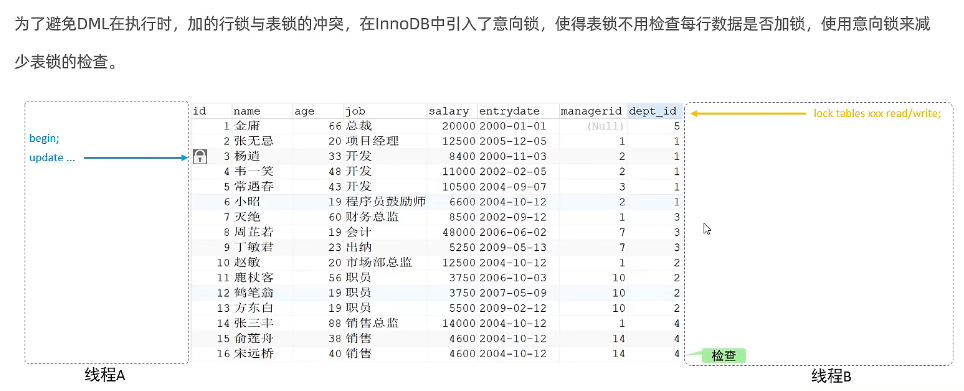 为了避免DML在执行时，加的行锁与表锁的冲突，在InnoDB中引入了意向锁，使得表锁不用检查每行数据是否加锁，使用意向锁来减
少表锁的检查。
id name age job salary entrydate managerid dept_id
lock tables xxx read/write;
1 金庸 66 总裁 20000 2000-01-01 (Null) 5
begin;
2 张无忌 20 项目经理 12500 2005-12-05 1 1
update ...
3 杨逍 33 开发 8400 2000-11-03 2 1
4 韦一笑 48 开发 11000 2002-02-05 2 1
5 常遇春 43 开发 10500 2004-09-07 3 1
6 小昭 19 程序员鼓励师 6600 2004-10-12 2 1
7 灭绝 60 财务总监 8500 2002-09-12 1 3
8 周芷若 19 会计 48000 2006-06-02 7 3
9 丁敏君 23 出纳 5250 2009-05-13 7 3
10 赵敏 20 市场部总监 12500 2004-10-12 1 2
11 鹿杖客 56 职员 3750 2006-10-03 10 2
12 鹤笔翁 19 职员 3750 2007-05-09 10 2
13 方东白 19 职员 5500 2009-02-12 10 2
14 张三丰 88 销售总监 14000 2004-10-12 1 4
15 俞莲舟 38 销售 4600 2004-10-12 14 4
16 宋远桥 40 销售 4600 2004-10-12 14 4
检查
线程A
线程B